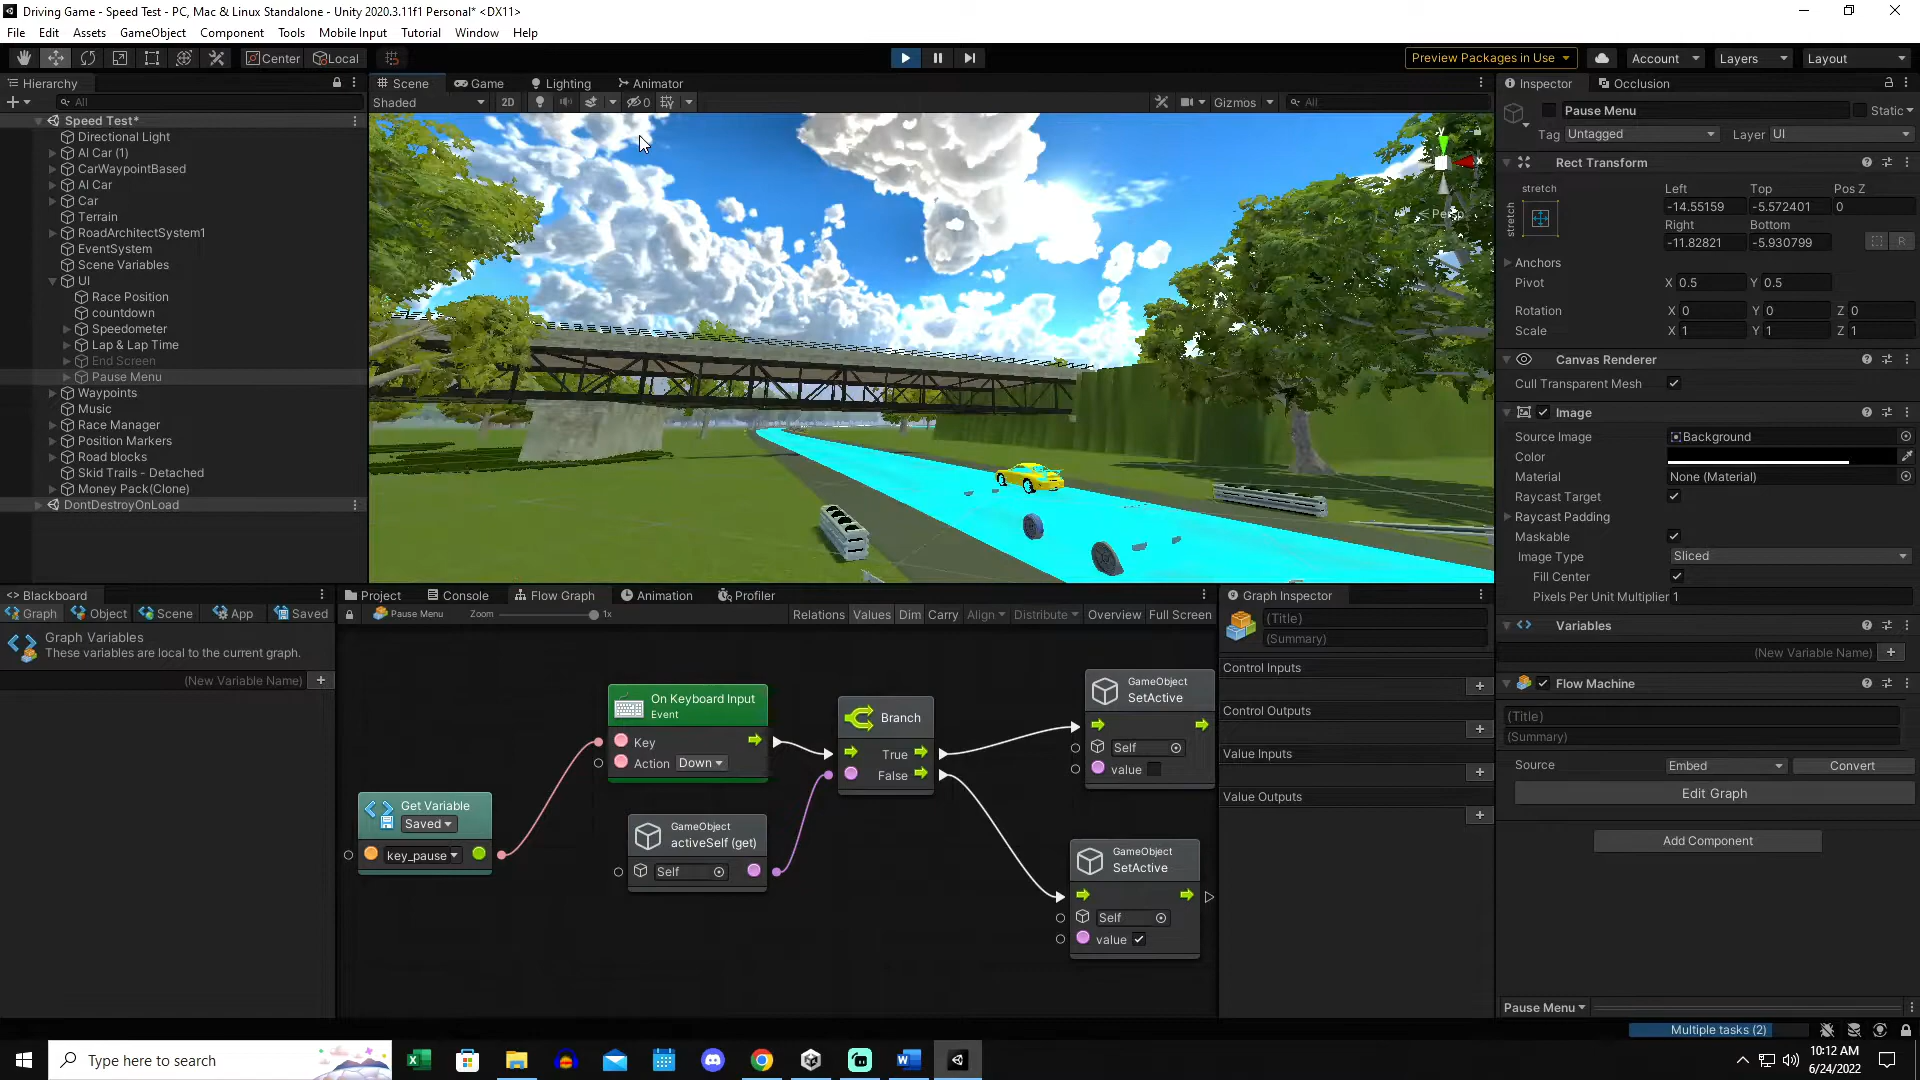 Driving Game - Speed Test - PC, Mac & Linux Standalone - Unity 2020.3.11f1 Personal* <DX11>
File Edit Assets GameObject Component Tools Mobile Input Tutorial Window Help
Center Local Preview Packages in Use Account Layers Layout
Hierarchy Scene Game Lighting Animator Inspector Occlusion
All Shaded 2D 0 Gizmos All
Speed Test*
Directional Light
AI Car (1)
CarWaypointBased
AI Car
Car
Terrain
RoadArchitectSystem1
EventSystem
Scene Variables
UI
Race Position
countdown
Speedometer
Lap & Lap Time
End Screen
Pause Menu
Waypoints
Music
Race Manager
Position Markers
Road blocks
Skid Trails - Detached
Money Pack(Clone)
DontDestroyOnLoad
y
x
Persp
Pause Menu Static
Tag Untagged Layer UI
Rect Transform
stretch
stretch
Left Top Pos Z
-14.55159 -5.572401 0
Right Bottom
-11.82821 -5.930799 R
Anchors
Pivot X 0.5 Y 0.5
Rotation X 0 Y 0 Z 0
Scale X 1 Y 1 Z 1
Canvas Renderer
Cull Transparent Mesh
Image
Source Image Background
Color
Material None (Material)
Raycast Target
Raycast Padding
Maskable
Image Type Sliced
Fill Center
Pixels Per Unit Multiplier 1
Variables
(New Variable Name)
Flow Machine
(Title)
(Summary)
Source Embed Convert
Edit Graph
Add Component
Pause Menu
<> Blackboard
Graph Object Scene App Saved
Graph Variables
These variables are local to the current graph.
(New Variable Name)
Project Console Flow Graph Animation Profiler
Pause Menu Zoom 1x Relations Values Dim Carry Align Distribute Overview Full Screen
Get Variable
Saved
key_pause
On Keyboard Input
Event
Key
Action Down
GameObject
activeSelf (get)
Self
Branch
True
False
GameObject
SetActive
Self
value
GameObject
SetActive
Self
value
Graph Inspector
(Title)
(Summary)
Control Inputs
Control Outputs
Value Inputs
Value Outputs
Multiple tasks (2)
Type here to search
10:12 AM
6/24/2022